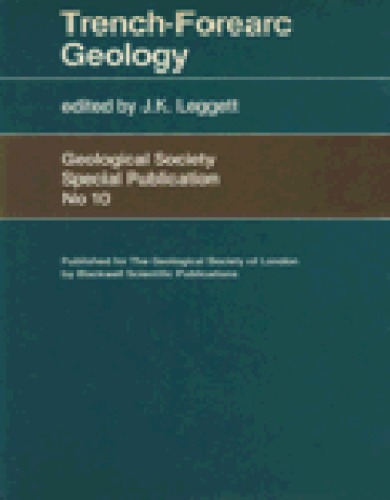 Trench-Forearc
Geology
edited by J.K. Leggett
Geological Society
Special Publication
No 10
Published for The Geological Society of London
by Blackwell Scientific Publications